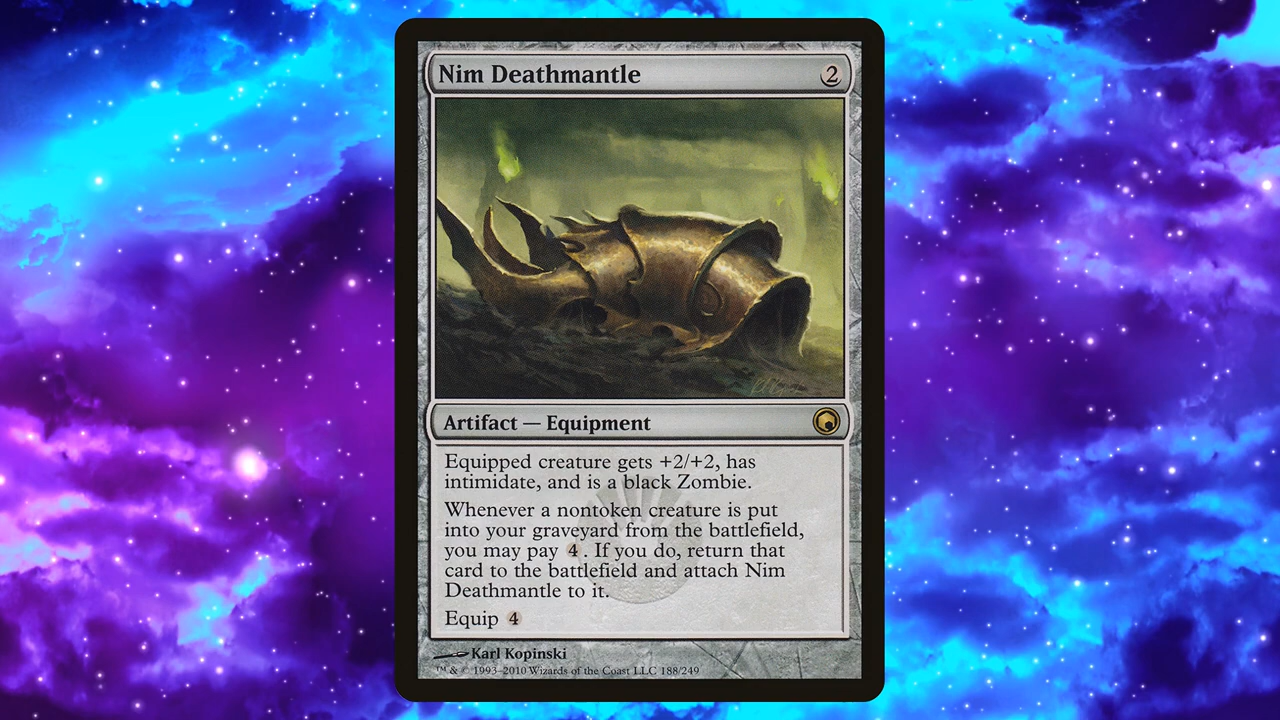 Nim Deathmantle 2
Artifact — Equipment
Equipped creature gets +2/+2, has
intimidate, and is a black Zombie.
Whenever a nontoken creature is put
into your graveyard from the battlefield,
you may pay 4. If you do, return that
card to the battlefield and attach Nim
Deathmantle to it.
Equip 4
Karl Kopinski
™ & © 1993–2010 Wizards of the Coast LLC 188/249